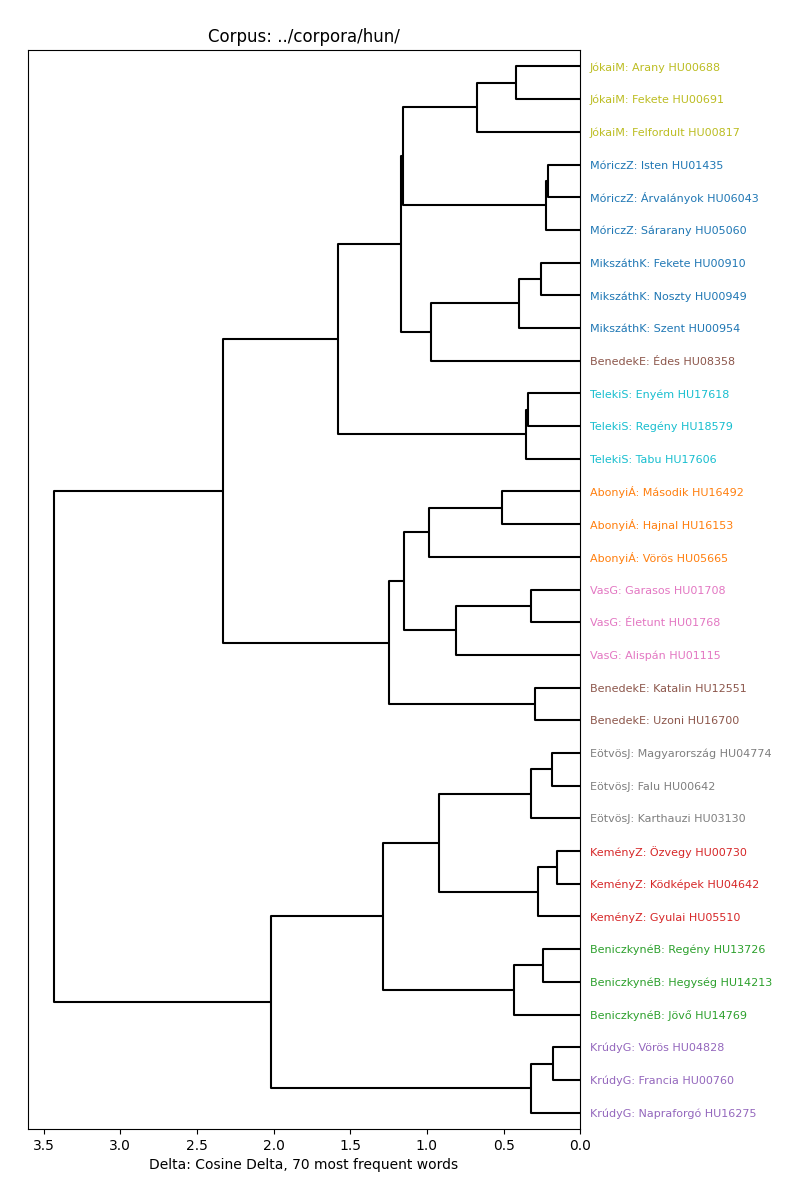 Corpus: ../corpora/hun/
JókaiM: Arany HU00688
JókaiM: Fekete HU00691
JókaiM: Felfordult HU00817
MóriczZ: Isten HU01435
MóriczZ: Árvalányok HU06043
MóriczZ: Sárarany HU05060
MikszáthK: Fekete HU00910
MikszáthK: Noszty HU00949
MikszáthK: Szent HU00954
BenedekE: Édes HU08358
TelekiS: Enyém HU17618
TelekiS: Regény HU18579
TelekiS: Tabu HU17606
AbonyiÁ: Második HU16492
AbonyiÁ: Hajnal HU16153
AbonyiÁ: Vörös HU05665
VasG: Garasos HU01708
VasG: Életunt HU01768
VasG: Alispán HU01115
BenedekE: Katalin HU12551
BenedekE: Uzoni HU16700
EötvösJ: Magyarország HU04774
EötvösJ: Falu HU00642
EötvösJ: Karthauzi HU03130
KeményZ: Özvegy HU00730
KeményZ: Ködképek HU04642
KeményZ: Gyulai HU05510
BeniczkynéB: Regény HU13726
BeniczkynéB: Hegység HU14213
BeniczkynéB: Jövő HU14769
KrúdyG: Vörös HU04828
KrúdyG: Francia HU00760
KrúdyG: Napraforgó HU16275
3.5 3.0 2.5 2.0 1.5 1.0 0.5 0.0
Delta: Cosine Delta, 70 most frequent words